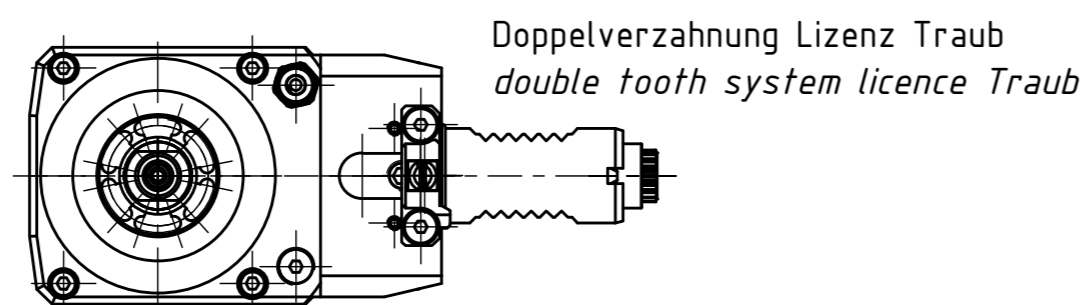 Doppelverzahnung Lizenz Traub
double tooth system licence Traub